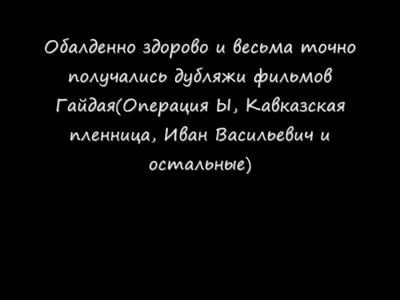 Обалденно здорово и весьма точно
получались дубляжи фильмов
Гайдая(Операция Ы, Кавказская
пленница, Иван Васильевич и
остальные)